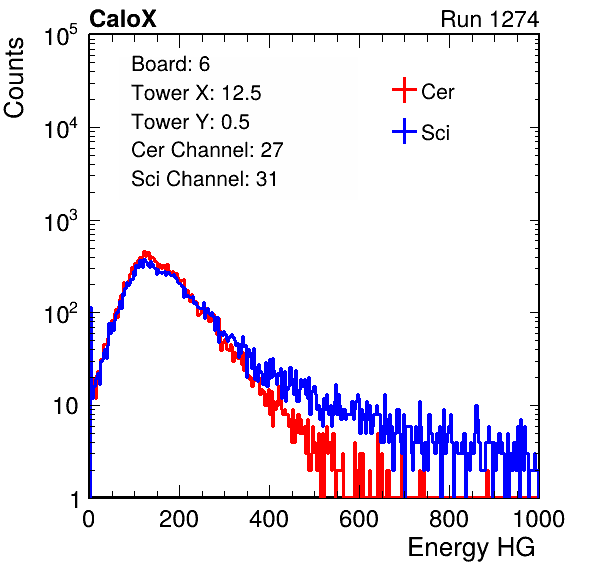 CaloX Run 1274
Counts
10^5
10^4
10^3
10^2
10
1
Board: 6
Tower X: 12.5
Tower Y: 0.5
Cer Channel: 27
Sci Channel: 31
Cer
Sci
0 200 400 600 800 1000
Energy HG